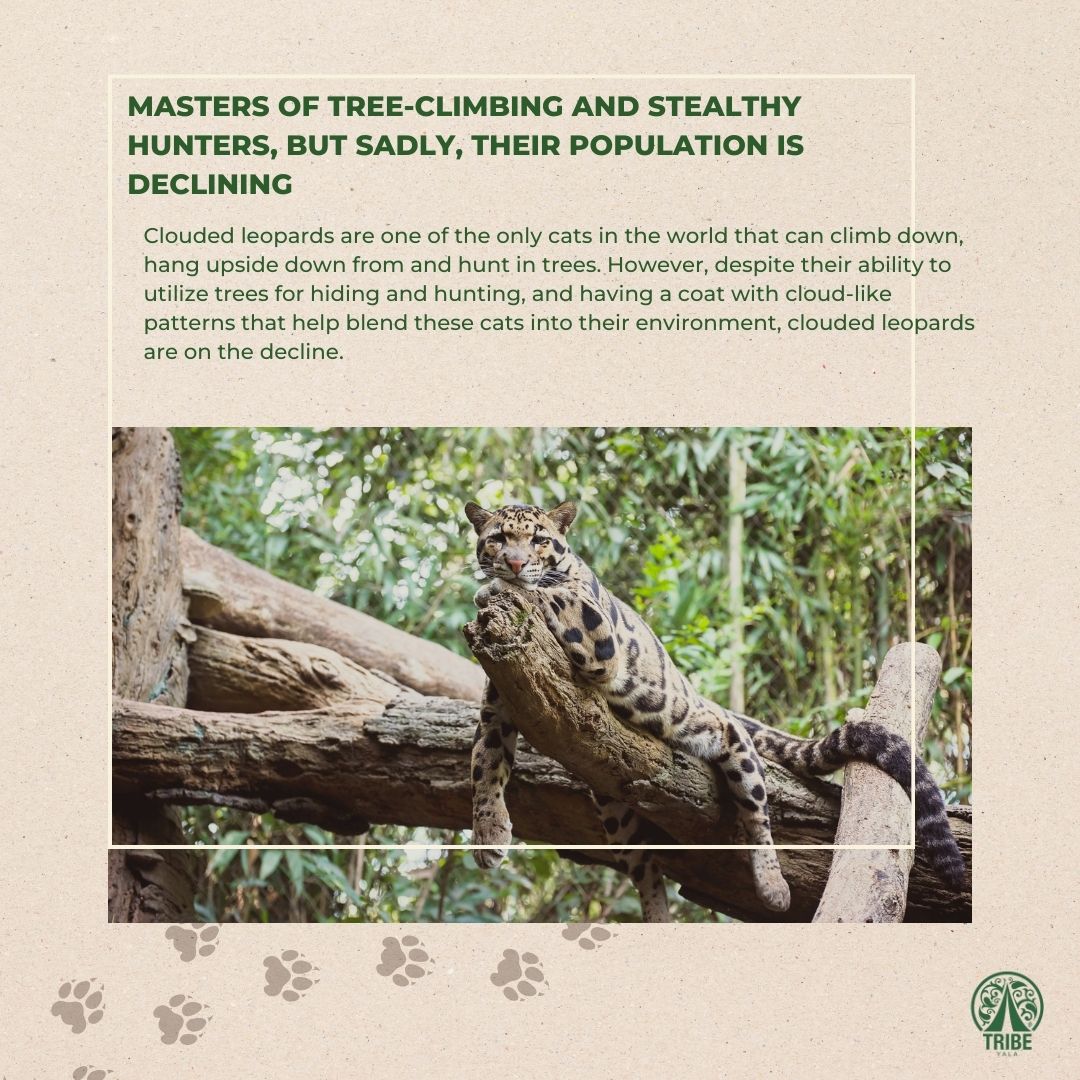 MASTERS OF TREE-CLIMBING AND STEALTHY
HUNTERS, BUT SADLY, THEIR POPULATION IS
DECLINING
Clouded leopards are one of the only cats in the world that can climb down,
hang upside down from and hunt in trees. However, despite their ability to
utilize trees for hiding and hunting, and having a coat with cloud-like
patterns that help blend these cats into their environment, clouded leopards
are on the decline.
TRIBE
YALA